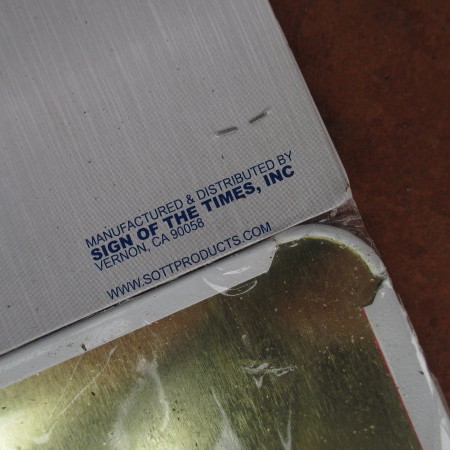 MANUFACTURED & DISTRIBUTED BY
SIGN OF THE TIMES, INC
VERNON, CA 90058
WWW.SOTTPRODUCTS.COM